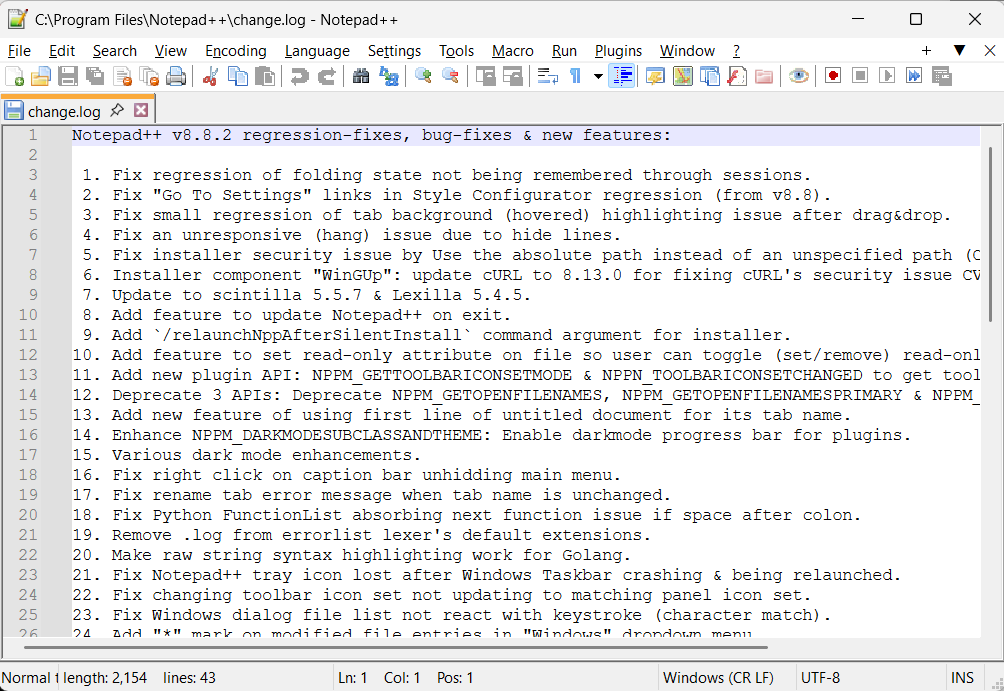 C:\Program Files\Notepad++\change.log - Notepad++
File Edit Search View Encoding Language Settings Tools Macro Run Plugins Window ? + ▼ X
change.log
1 Notepad++ v8.8.2 regression-fixes, bug-fixes & new features:
2
3 1. Fix regression of folding state not being remembered through sessions.
4 2. Fix "Go To Settings" links in Style Configurator regression (from v8.8).
5 3. Fix small regression of tab background (hovered) highlighting issue after drag&drop.
6 4. Fix an unresponsive (hang) issue due to hide lines.
7 5. Fix installer security issue by Use the absolute path instead of an unspecified path (C
8 6. Installer component "WinGUp": update cURL to 8.13.0 for fixing cURL's security issue CV
9 7. Update to scintilla 5.5.7 & Lexilla 5.4.5.
10 8. Add feature to update Notepad++ on exit.
11 9. Add `/relaunchNppAfterSilentInstall` command argument for installer.
12 10. Add feature to set read-only attribute on file so user can toggle (set/remove) read-onl
13 11. Add new plugin API: NPPM_GETTOOLBARICONSETMODE & NPPN_TOOLBARICONSETCHANGED to get tool
14 12. Deprecate 3 APIs: Deprecate NPPM_GETOPENFILENAMES, NPPM_GETOPENFILENAMESPRIMARY & NPPM_
15 13. Add new feature of using first line of untitled document for its tab name.
16 14. Enhance NPPM_DARKMODESUBCLASSANDTHEME: Enable darkmode progress bar for plugins.
17 15. Various dark mode enhancements.
18 16. Fix right click on caption bar unhidding main menu.
19 17. Fix rename tab error message when tab name is unchanged.
20 18. Fix Python FunctionList absorbing next function issue if space after colon.
21 19. Remove .log from errorlist lexer's default extensions.
22 20. Make raw string syntax highlighting work for Golang.
23 21. Fix Notepad++ tray icon lost after Windows Taskbar crashing & being relaunched.
24 22. Fix changing toolbar icon set not updating to matching panel icon set.
25 23. Fix Windows dialog file list not react with keystroke (character match).
26 24. Add "*" mark on modified file entries in "Windows" dropdown menu
Normal t length: 2,154 lines: 43 Ln: 1 Col: 1 Pos: 1 Windows (CR LF) UTF-8 INS